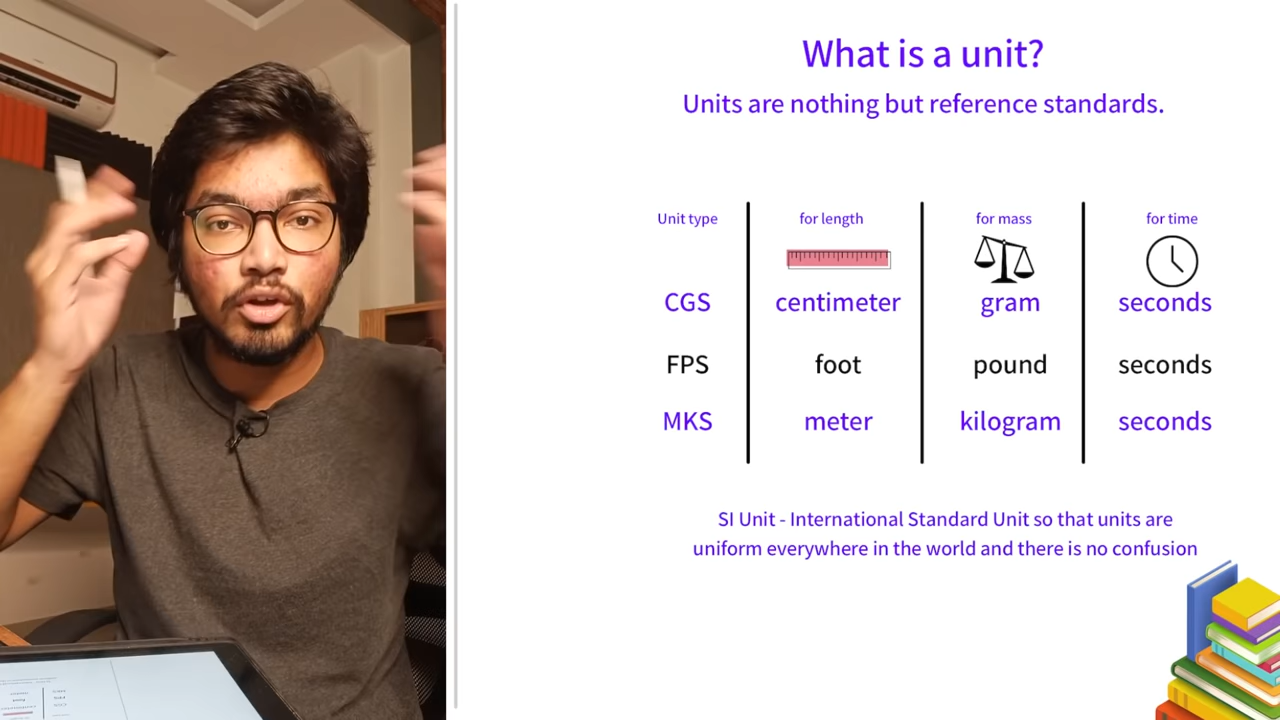 What is a unit?
Units are nothing but reference standards.
Unit type for length for mass for time
CGS centimeter gram seconds
FPS foot pound seconds
MKS meter kilogram seconds
SI Unit - International Standard Unit so that units are
uniform everywhere in the world and there is no confusion